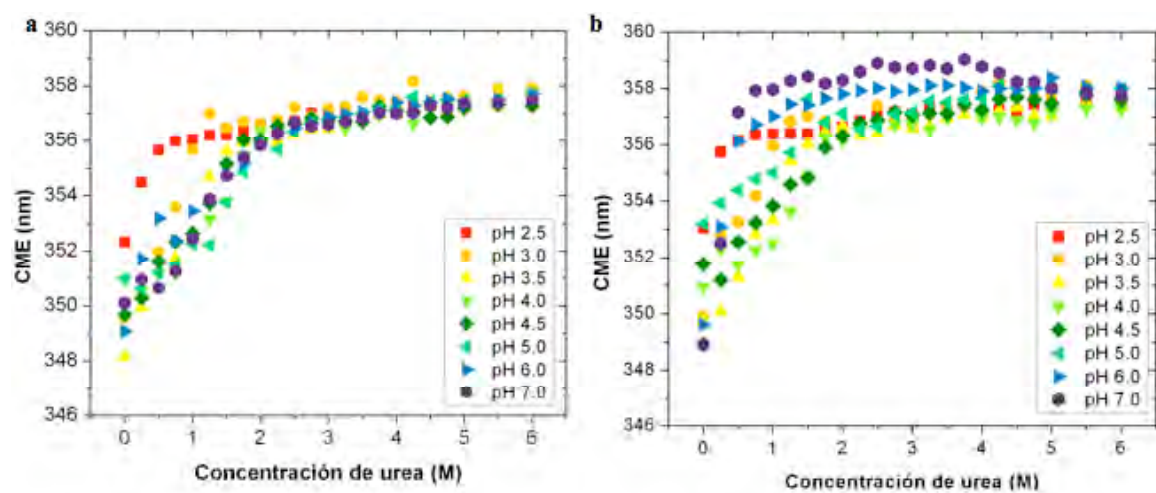 a
360
358
356
354
352
350
348
346
CME (nm)
pH 2.5
pH 3.0
pH 3.5
pH 4.0
pH 4.5
pH 5.0
pH 6.0
pH 7.0
0 1 2 3 4 5 6
Concentración de urea (M)
b
360
358
356
354
352
350
348
346
CME (nm)
pH 2.5
pH 3.0
pH 3.5
pH 4.0
pH 4.5
pH 5.0
pH 6.0
pH 7.0
0 1 2 3 4 5 6
Concentración de urea (M)